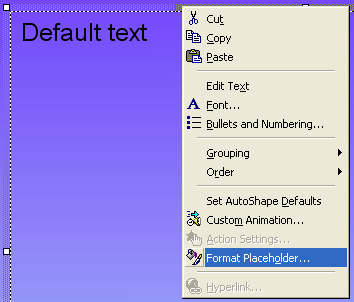 Default text
Cut
Copy
Paste
Edit Text
Font...
Bullets and Numbering...
Grouping
Order
Set AutoShape Defaults
Custom Animation...
Action Settings...
Format Placeholder...
Hyperlink...